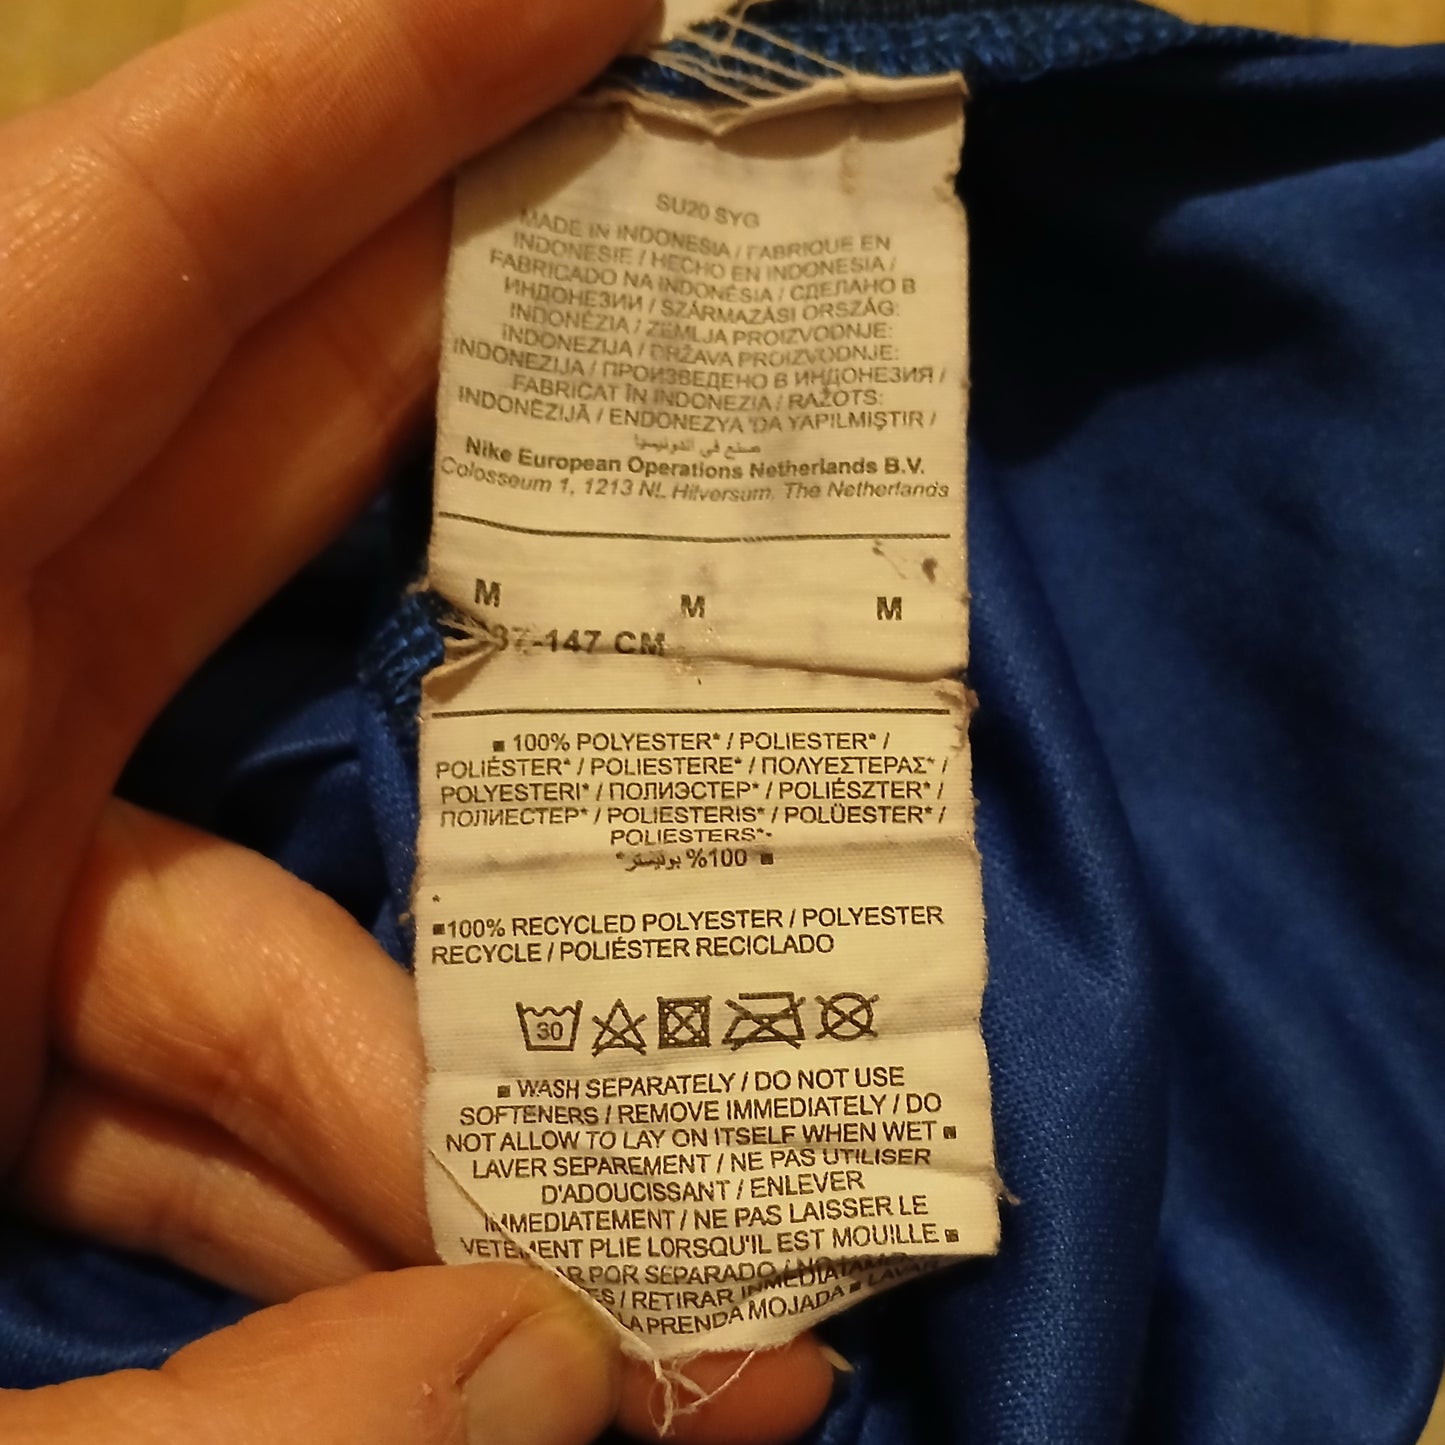 SU20 SYG
MADE IN INDONESIA / FABRIQUE EN
INDONESIE / HECHO EN INDONESIA /
FABRICADO NA INDONÉSIA / СДЕЛАНО В
ИНДОНЕЗИИ / SZÁRMAZÁSI ORSZÁG:
INDONÉZIA / ZEMLJA PROIZVODNJE:
INDONEZIJA / DRŽAVA PROIZVODNJE:
INDONEZIJA / ПРОИЗВЕДЕНО В ИНДОНЕЗИЯ /
FABRICAT ÎN INDONEZIA / RAŽOTS:
INDONĒZIJĀ / ENDONEZYA 'DA YAPILMIŞTIR /
صنع في اندونيسيا
Nike European Operations Netherlands B.V.
Colosseum 1, 1213 NL Hilversum, The Netherlands
M M M
37-147 CM
100% POLYESTER* / POLIESTER* /
POLIÉSTER* / POLIESTERE* / ΠΟΛΥΕΣΤΕΡΑΣ* /
POLYESTERI* / ПОЛИЭСТЕР* / POLIÉSZTER* /
ПОЛИЕСТЕР* / POLIESTERIS* / POLÜESTER* /
POLIESTERS*-
100% بوليستر*
*
100% RECYCLED POLYESTER / POLYESTER
RECYCLE / POLIÉSTER RECICLADO
30
WASH SEPARATELY / DO NOT USE
SOFTENERS / REMOVE IMMEDIATELY / DO
NOT ALLOW TO LAY ON ITSELF WHEN WET
LAVER SEPAREMENT / NE PAS UTILISER
D'ADOUCISSANT / ENLEVER
IMMEDIATEMENT / NE PAS LAISSER LE
VETEMENT PLIE LORSQU'IL EST MOUILLE
AR POR SEPARADO / NO
ES / RETIRAR INMEDIATAMENTE
LA PRENDA MOJADA LAVAR